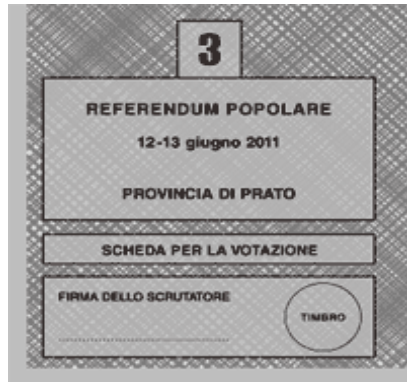 3
REFERENDUM POPOLARE
12-13 giugno 2011
PROVINCIA DI PRATO
SCHEDA PER LA VOTAZIONE
FIRMA DELLO SCRUTATORE
TIMBRO